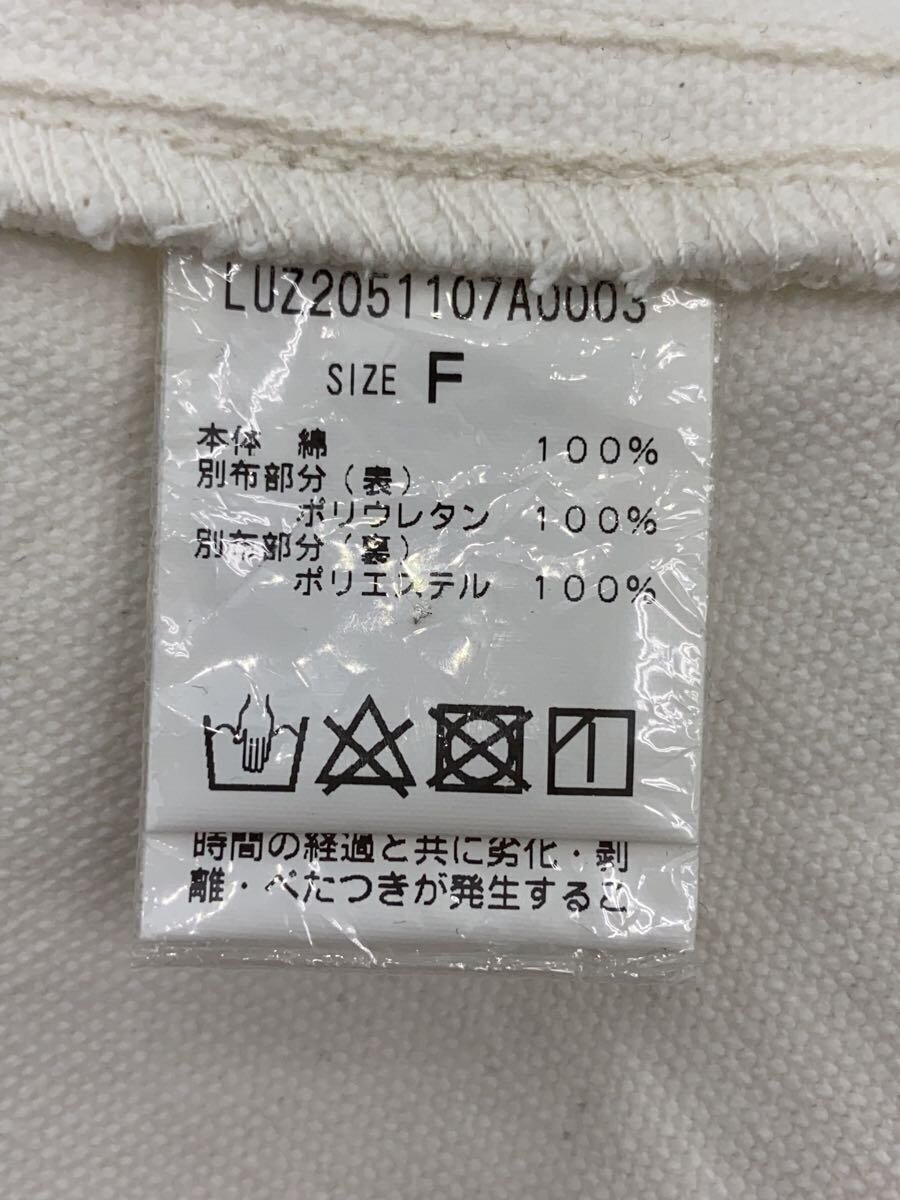 LUZ2051107A0003
SIZE F
本体 綿 100%
別布部分(表)
ポリウレタン 100%
別布部分(裏)
ポリエステル 100%
時間の経過と共に劣化・剥
離・べたつきが発生するこ